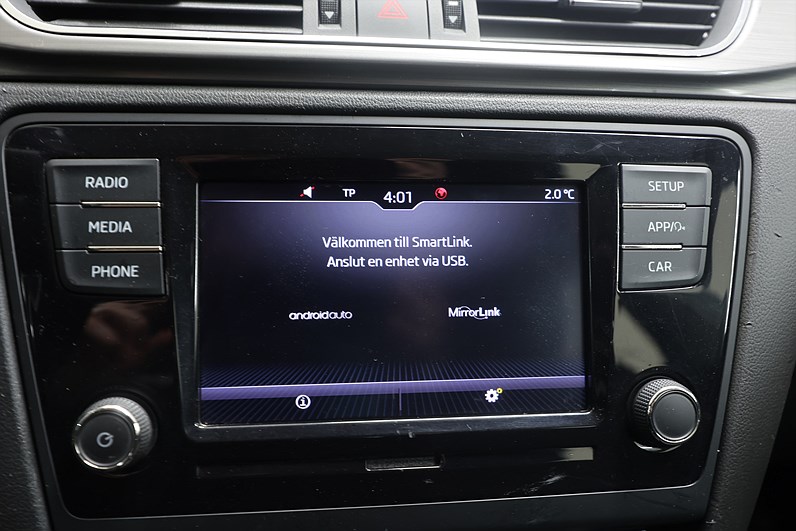 RADIO
MEDIA
PHONE
TP
4:01
2.0 °C
Välkommen till SmartLink.
Anslut en enhet via USB.
androidauto
MirrorLink
SETUP
APP/
CAR